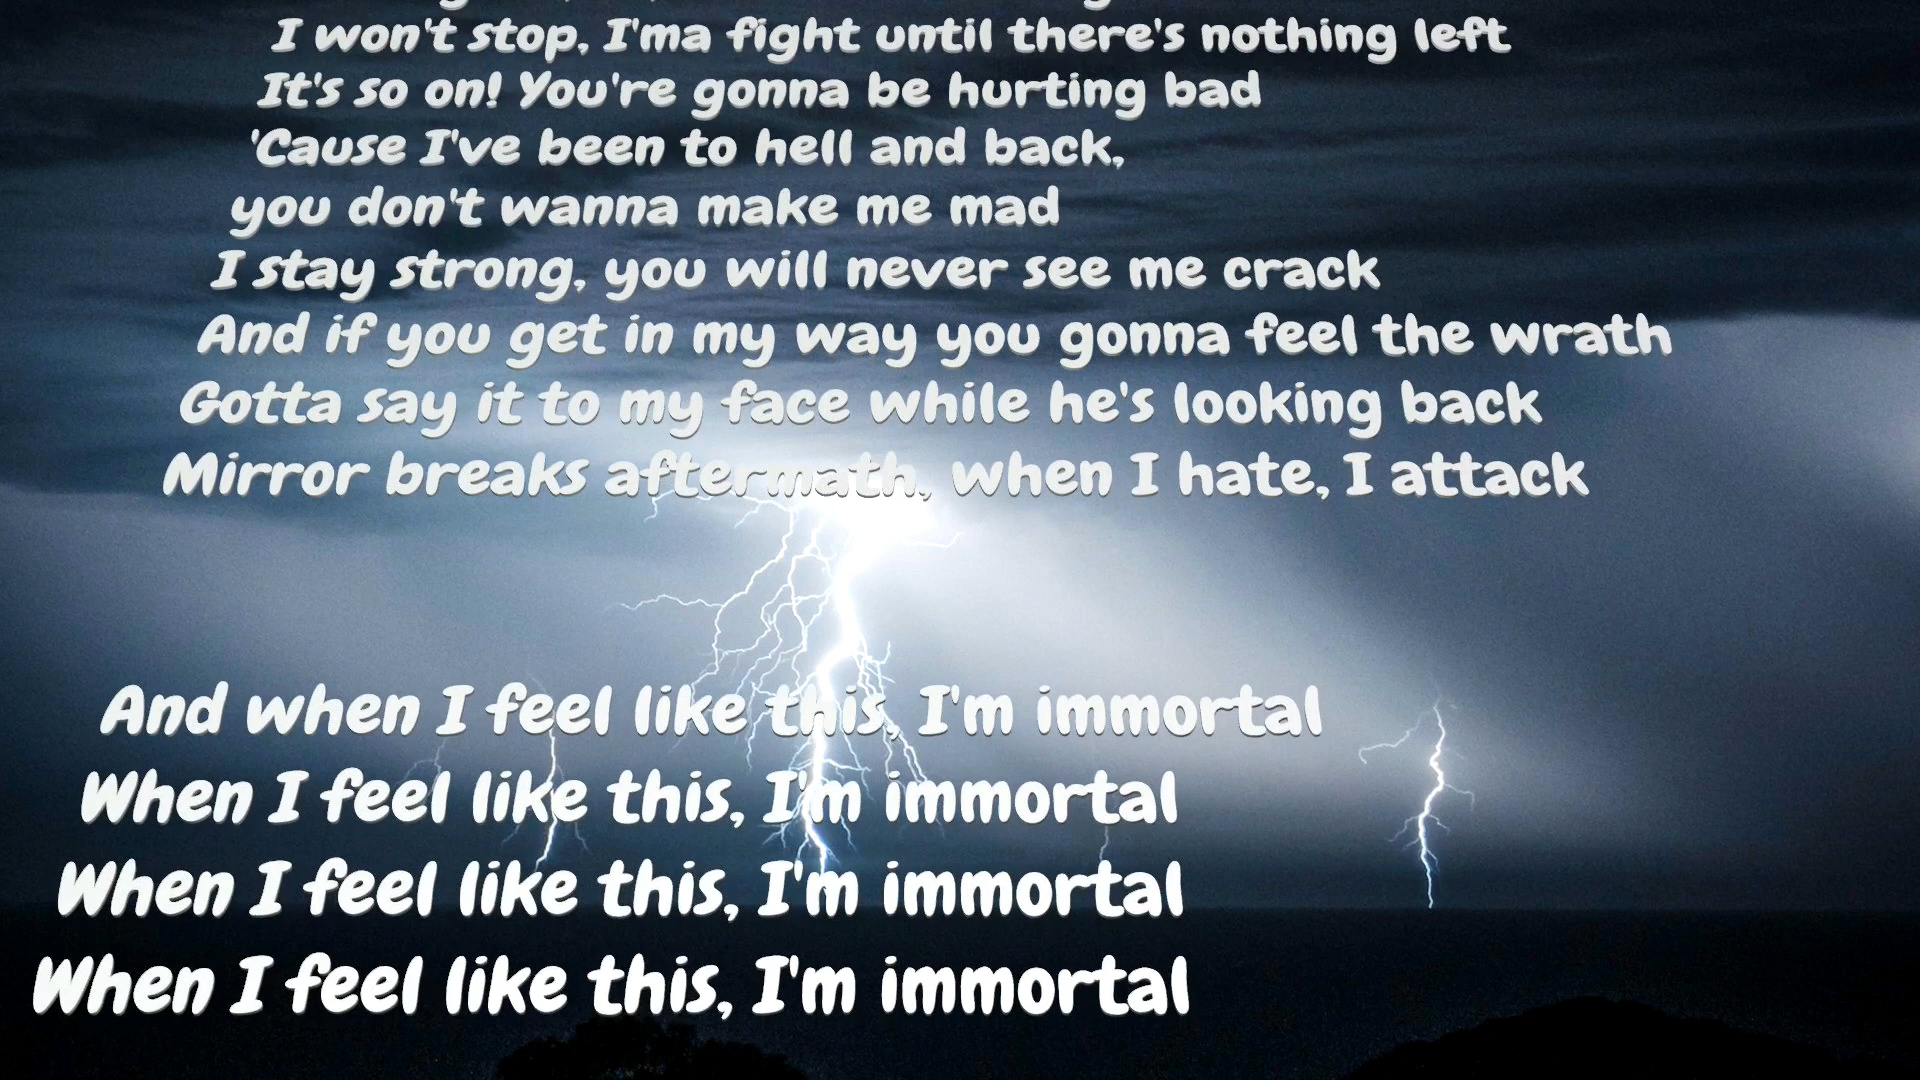 I won't stop, I'ma fight until there's nothing left
It's so on! You're gonna be hurting bad
'Cause I've been to hell and back,
you don't wanna make me mad
I stay strong, you will never see me crack
And if you get in my way you gonna feel the wrath
Gotta say it to my face while he's looking back
Mirror breaks aftermath, when I hate, I attack
And when I feel like this, I'm immortal
When I feel like this, I'm immortal
When I feel like this, I'm immortal
When I feel like this, I'm immortal